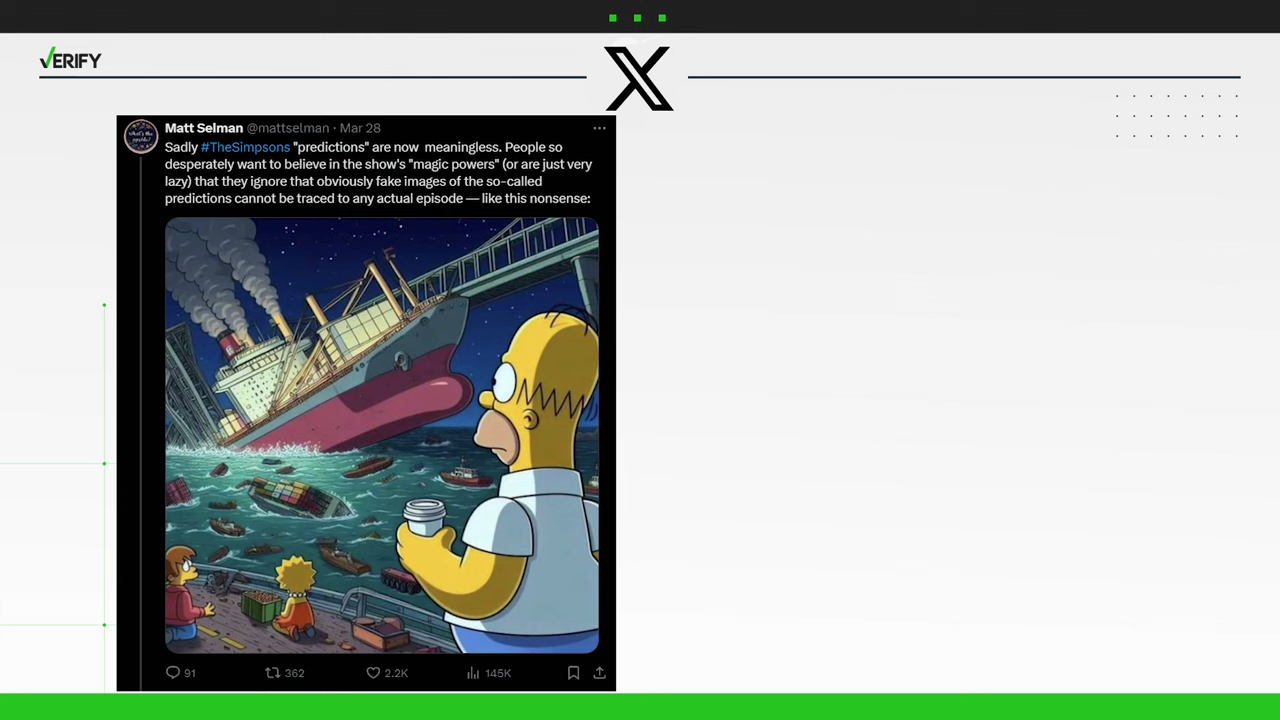 VERIFY
X
Matt Selman @mattselman · Mar 28
Sadly #TheSimpsons "predictions" are now  meaningless. People so
desperately want to believe in the show's "magic powers" (or are just very
lazy) that they ignore that obviously fake images of the so-called
predictions cannot be traced to any actual episode — like this nonsense:
91 362 2.2K 145K